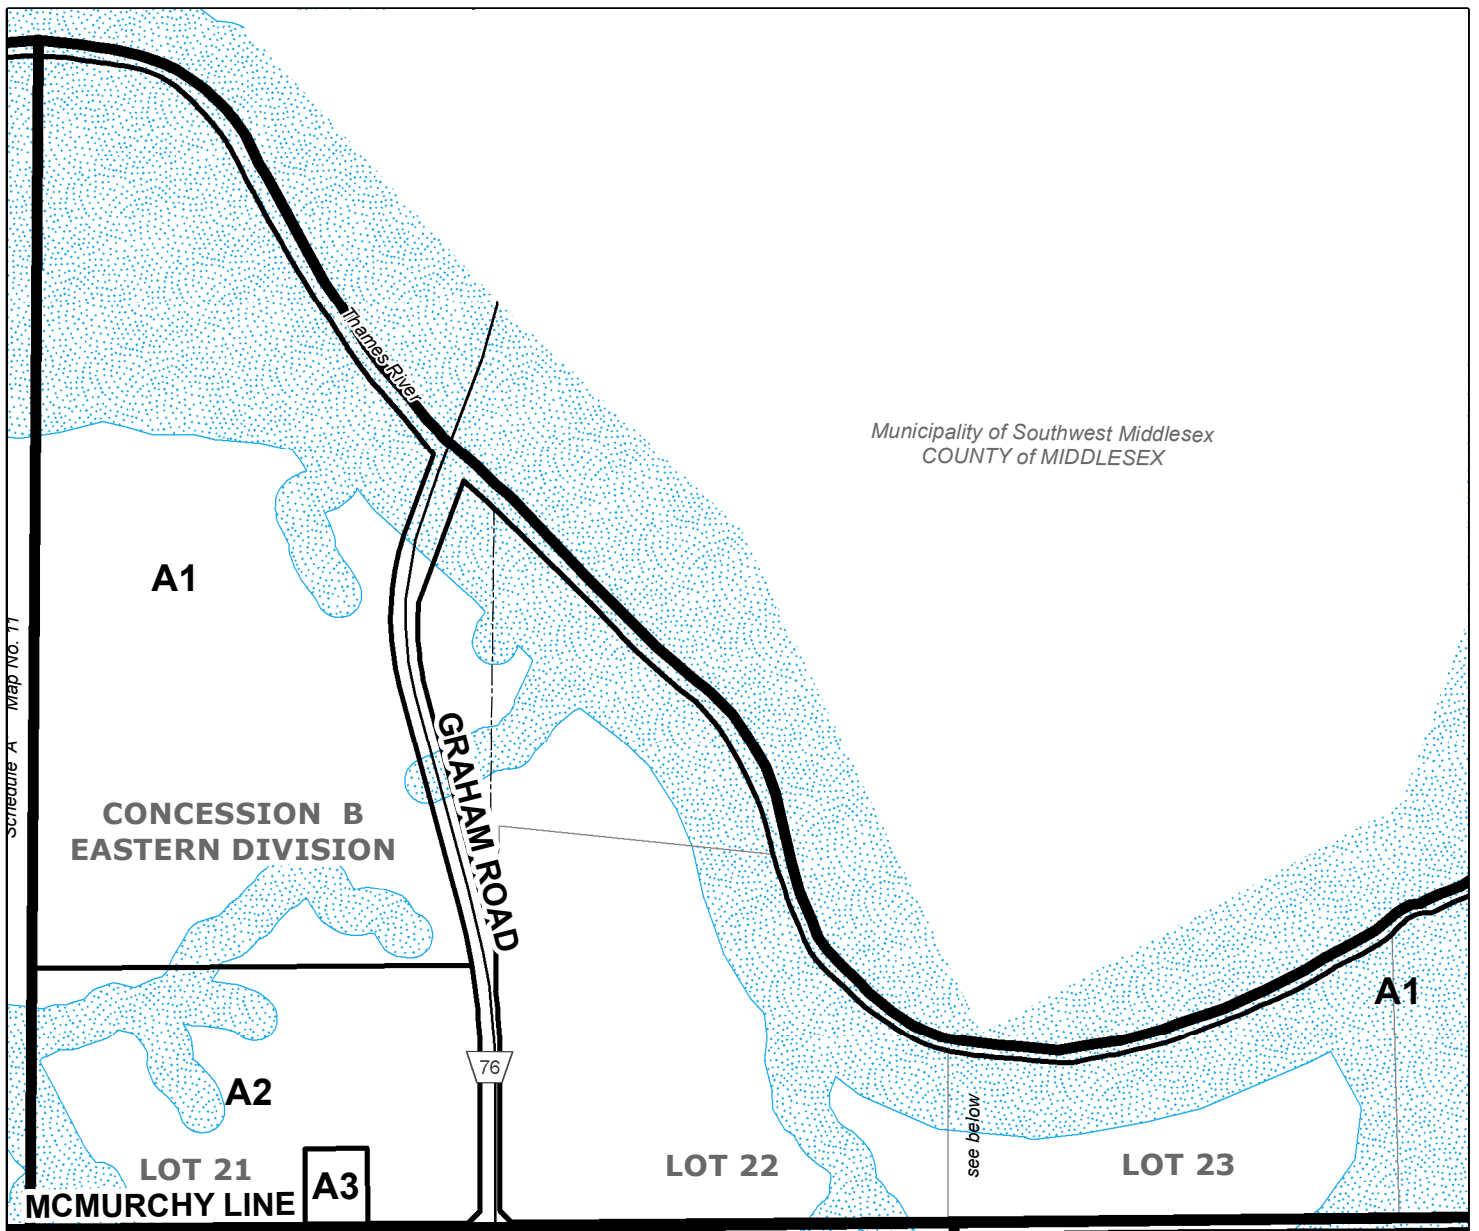 Thames River
Municipality of Southwest Middlesex
COUNTY of MIDDLESEX
A1
Schedule A Map No. 11
GRAHAM ROAD
CONCESSION B
EASTERN DIVISION
A1
76
A2
see below
LOT 21
LOT 22
LOT 23
A3
MCMURCHY LINE